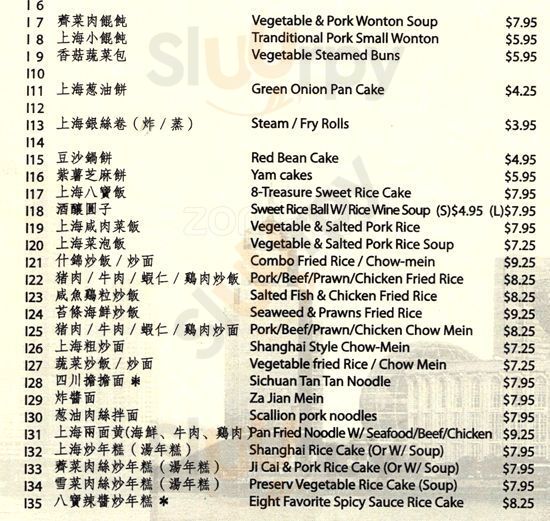 I 6
I 7 薺菜肉餛飩 Vegetable & Pork Wonton Soup $7.95
I 8 上海小餛飩 Tranditional Pork Small Wonton $5.95
I 9 香菇蔬菜包 Vegetable Steamed Buns $5.95
I10
I11 上海葱油餅 Green Onion Pan Cake $4.25
I12
I13 上海銀絲卷（炸／蒸） Steam / Fry Rolls $3.95
I14
I15 豆沙鍋餅 Red Bean Cake $4.95
I16 紫薯芝麻餅 Yam cakes $5.95
I17 上海八寶飯 8-Treasure Sweet Rice Cake $7.95
I18 酒釀圓子 Sweet Rice Ball W/ Rice Wine Soup (S)$4.95 (L)$7.95
I19 上海咸肉菜飯 Vegetable & Salted Pork Rice $7.95
I20 上海菜泡飯 Vegetable & Salted Pork Rice Soup $7.25
I21 什錦炒飯 / 炒面 Combo Fried Rice / Chow-mein $9.25
I22 猪肉 / 牛肉 / 蝦仁 / 鷄肉炒飯 Pork/Beef/Prawn/Chicken Fried Rice $8.25
I23 咸魚鷄粒炒飯 Salted Fish & Chicken Fried Rice $8.25
I24 苔條海鮮炒飯 Seaweed & Prawns Fried Rice $9.25
I25 猪肉 / 牛肉 / 蝦仁 / 鷄肉炒面 Pork/Beef/Prawn/Chicken Chow Mein $8.25
I26 上海粗炒面 Shanghai Style Chow-Mein $7.25
I27 蔬菜炒飯 / 炒面 Vegetable fried Rice / Chow Mein $7.25
I28 四川擔擔面 * Sichuan Tan Tan Noodle $7.95
I29 炸醬面 Za Jian Mein $7.95
I30 葱油肉絲拌面 Scallion pork noodles $7.95
I31 上海兩面黄(海鮮、牛肉、鷄肉) Pan Fried Noodle W/ Seafood/Beef/Chicken $9.25
I32 上海炒年糕（湯年糕） Shanghai Rice Cake (Or W/ Soup) $7.95
I33 薺菜肉絲炒年糕（湯年糕） Ji Cai & Pork Rice Cake (Or W/ Soup) $7.95
I34 雪菜肉絲炒年糕（湯年糕） Preserv Vegetable Rice Cake (Soup) $7.95
I35 八寶辣醬炒年糕 * Eight Favorite Spicy Sauce Rice Cake $8.25